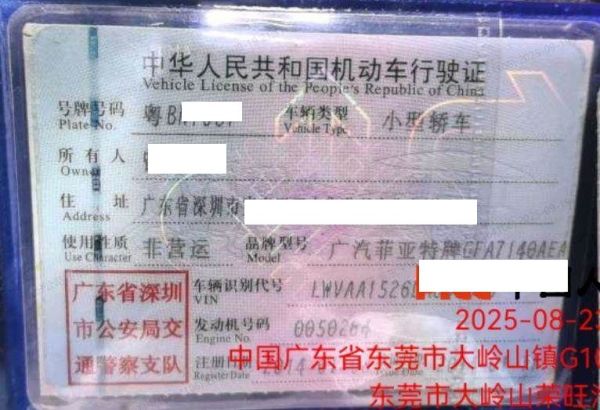 中华人民共和国机动车行驶证
Vehicle License of the People's Republic of China
号牌号码 粤B 车辆类型 小型轿车
Plate No. Vehicle Type
所有人
Owner
住址 广东省深圳市
Address
使用性质 非营运 品牌型号 广汽菲亚特牌GFA7140AEA
Use Character Model
广东省深圳
市公安局交
通警察支队
车辆识别代号 LWVAA1526
VIN
发动机号码 0050264
Engine No.
注册日期
Register Date
2025-08-2
中国广东省东莞市大岭山镇G10
东莞市大岭山荣旺汽